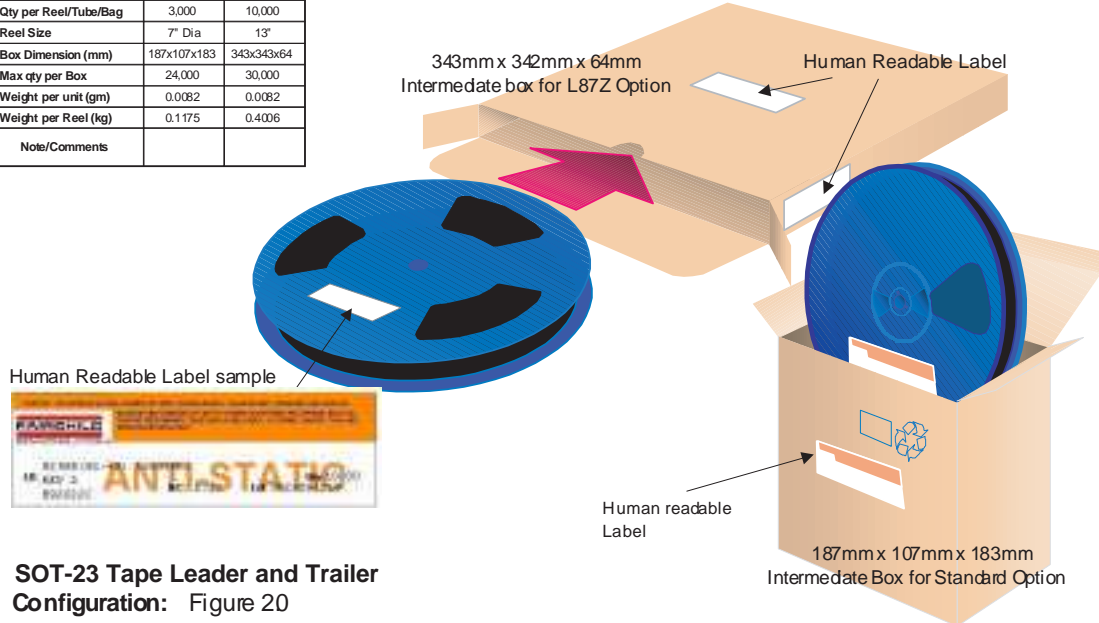 Qty per Reel/Tube/Bag 3,000 10,000
Reel Size 7" Dia 13"
Box Dimension (mm) 187x107x183 343x343x64
Max qty per Box 24,000 30,000
Weight per unit (gm) 0.0082 0.0082
Weight per Reel (kg) 0.1175 0.4006
Note/Comments
343mm x 342mm x 64mm
Intermediate box for L87Z Option
Human Readable Label
Human Readable Label sample
FAIRCHILD
ANTI-STATIC
Human readable
Label
187mm x 107mm x 183mm
Intermediate Box for Standard Option
SOT-23 Tape Leader and Trailer
Configuration: Figure 20